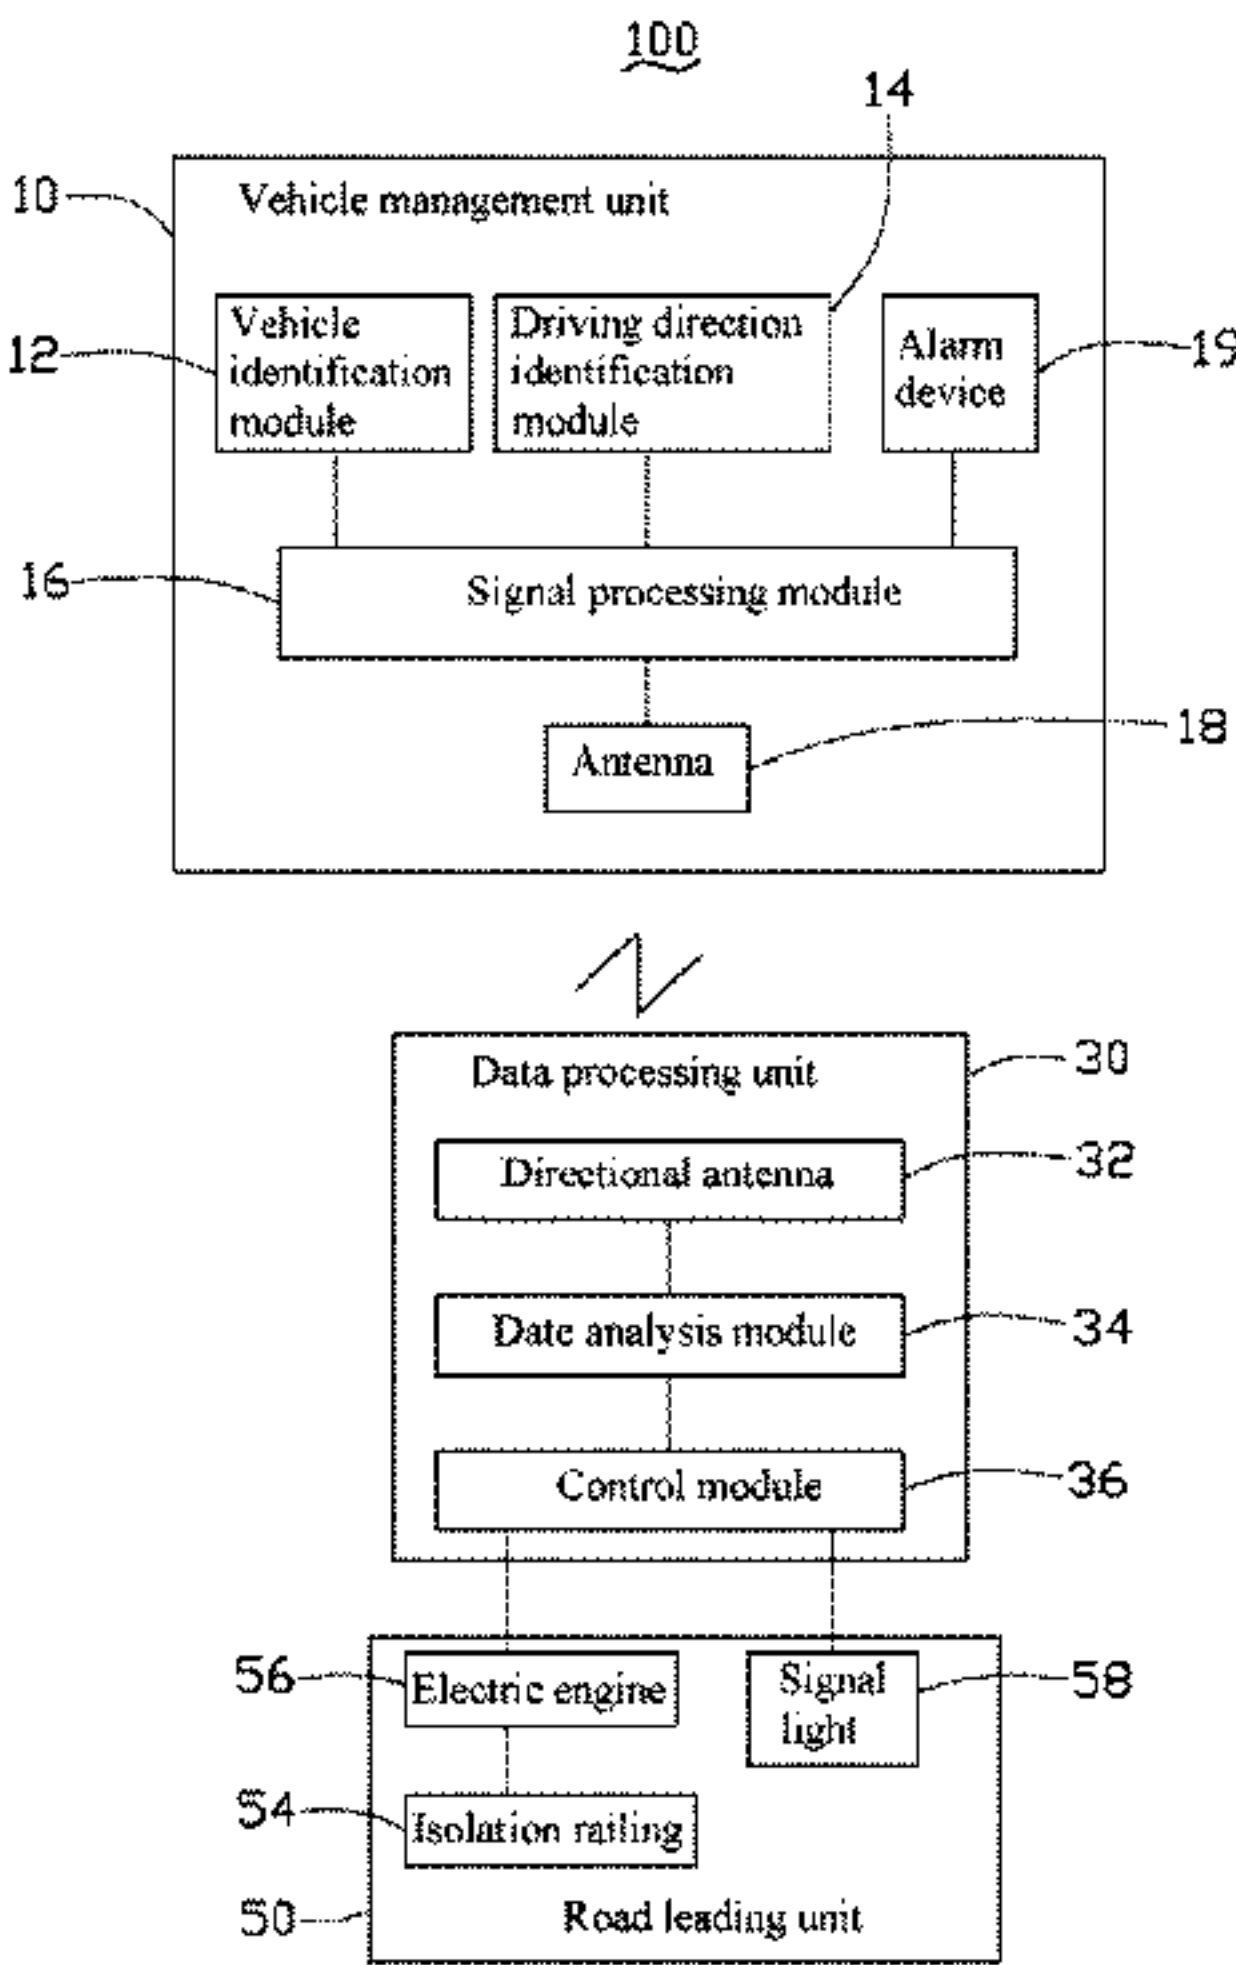 100
14
10
Vehicle management unit
12
Vehicle
identification
module
Driving direction
identification
module
Alarm
device
19
16
Signal processing module
18
Antenna
Data processing unit
30
Directional antenna
32
Date analysis module
34
Control module
36
56
Electric engine
Signal
light
58
54
Isolation railing
50
Road leading unit